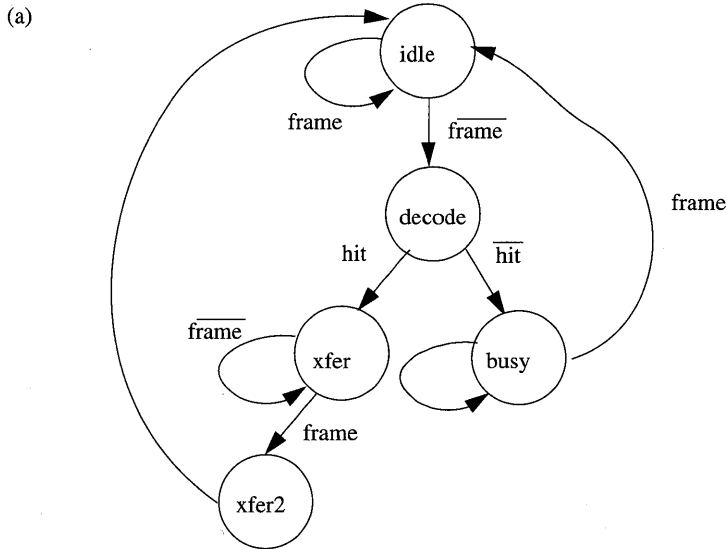 (a)
idle
frame
frame
decode
frame
hit
hit
frame
xfer
busy
frame
xfer2